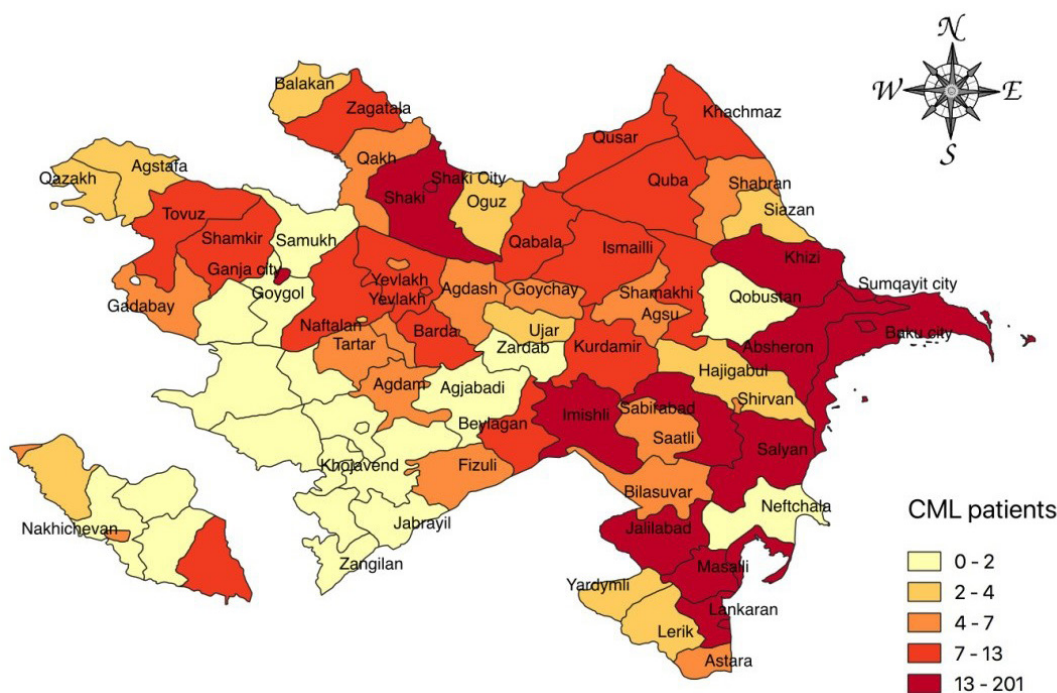 N
W E
S
Balakan
Zagatala
Khachmaz
Qusar
Qakh
Agstafa
Qazakh
Shaki City
Shaki
Oguz
Quba
Shabran
Siazan
Tovuz
Shamkir
Samukh
Qabala
Ismailli
Khizi
Ganja city
Goygol
Gadabay
Yevlakh
Yevlakh
Agdash
Goychay
Shamakhi
Agsu
Qobustan
Sumqayit city
Naftalan
Tartar
Barda
Ujar
Zardab
Kurdamir
Absheron
Baku city
Hajigabul
Shirvan
Agdam
Agjabadi
Beylagan
Imishli
Sabirabad
Saatli
Salyan
Khojavend
Fizuli
Bilasuvar
Neftchala
Jabrayil
Jalilabad
Nakhichevan
Zangilan
Masalli
Yardymli
Lankaran
Lerik
Astara
CML patients
0 - 2
2 - 4
4 - 7
7 - 13
13 - 201